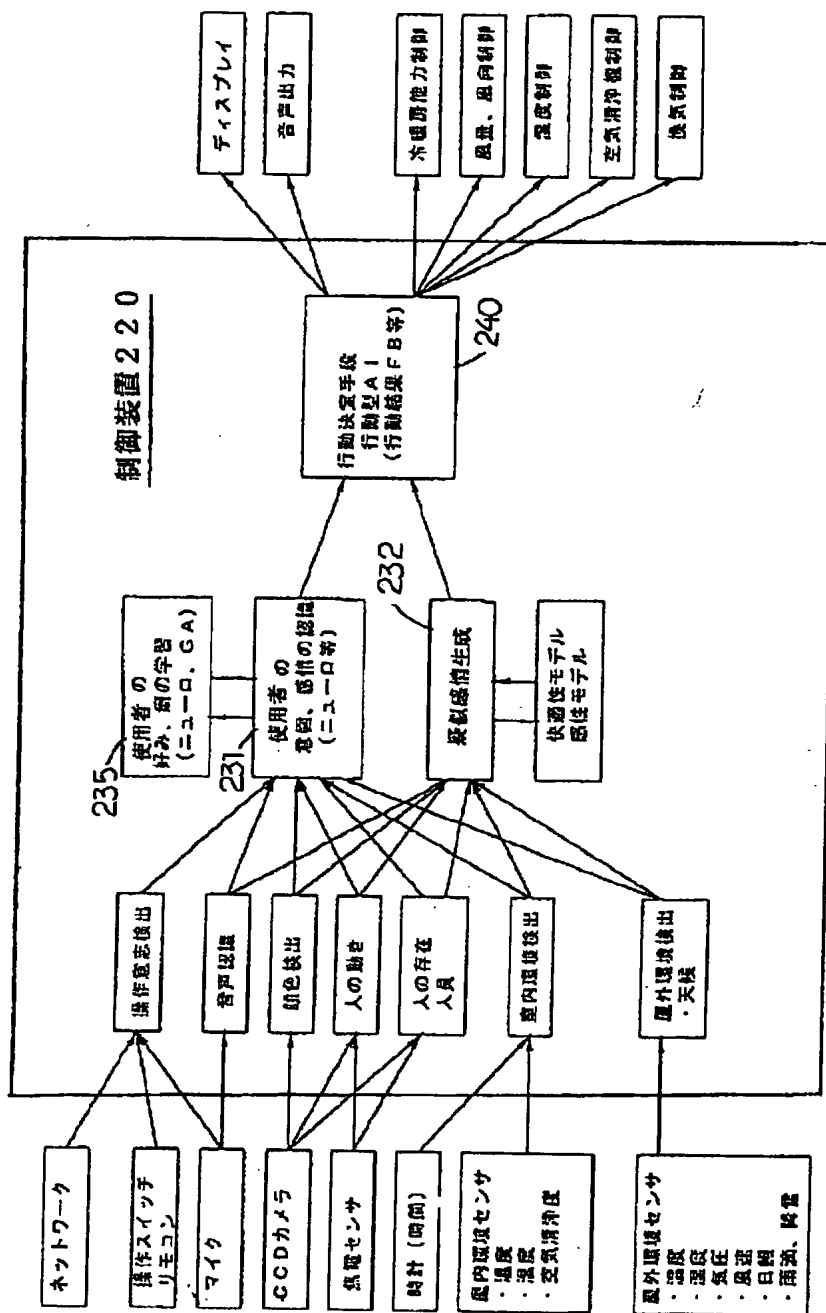 制御装置220
ネットワーク
操作スイッチ
リモコン
マイク
CCDカメラ
焦電センサ
時計(時間)
屋内環境センサ
・温度
・湿度
・空気清浄度
屋外環境センサ
・温度
・湿度
・気圧
・風速
・日照
・雨滴、降雪
操作意志検出
音声認識
顔色検出
人の動き
人の存在
人員
室内環境検出
屋外環境検出
・天候
235
使用者の
好み、癖の学習
(ニューロ、GA)
231
使用者の
意図、感情の認識
(ニューロ等)
232
疑似感情生成
快適性モデル
感性モデル
行動決定手段
行動型AI
(行動結果FB等)
240
ディスプレイ
音声出力
冷暖房能力制御
風量、風向制御
湿度制御
空気清浄機制御
換気制御